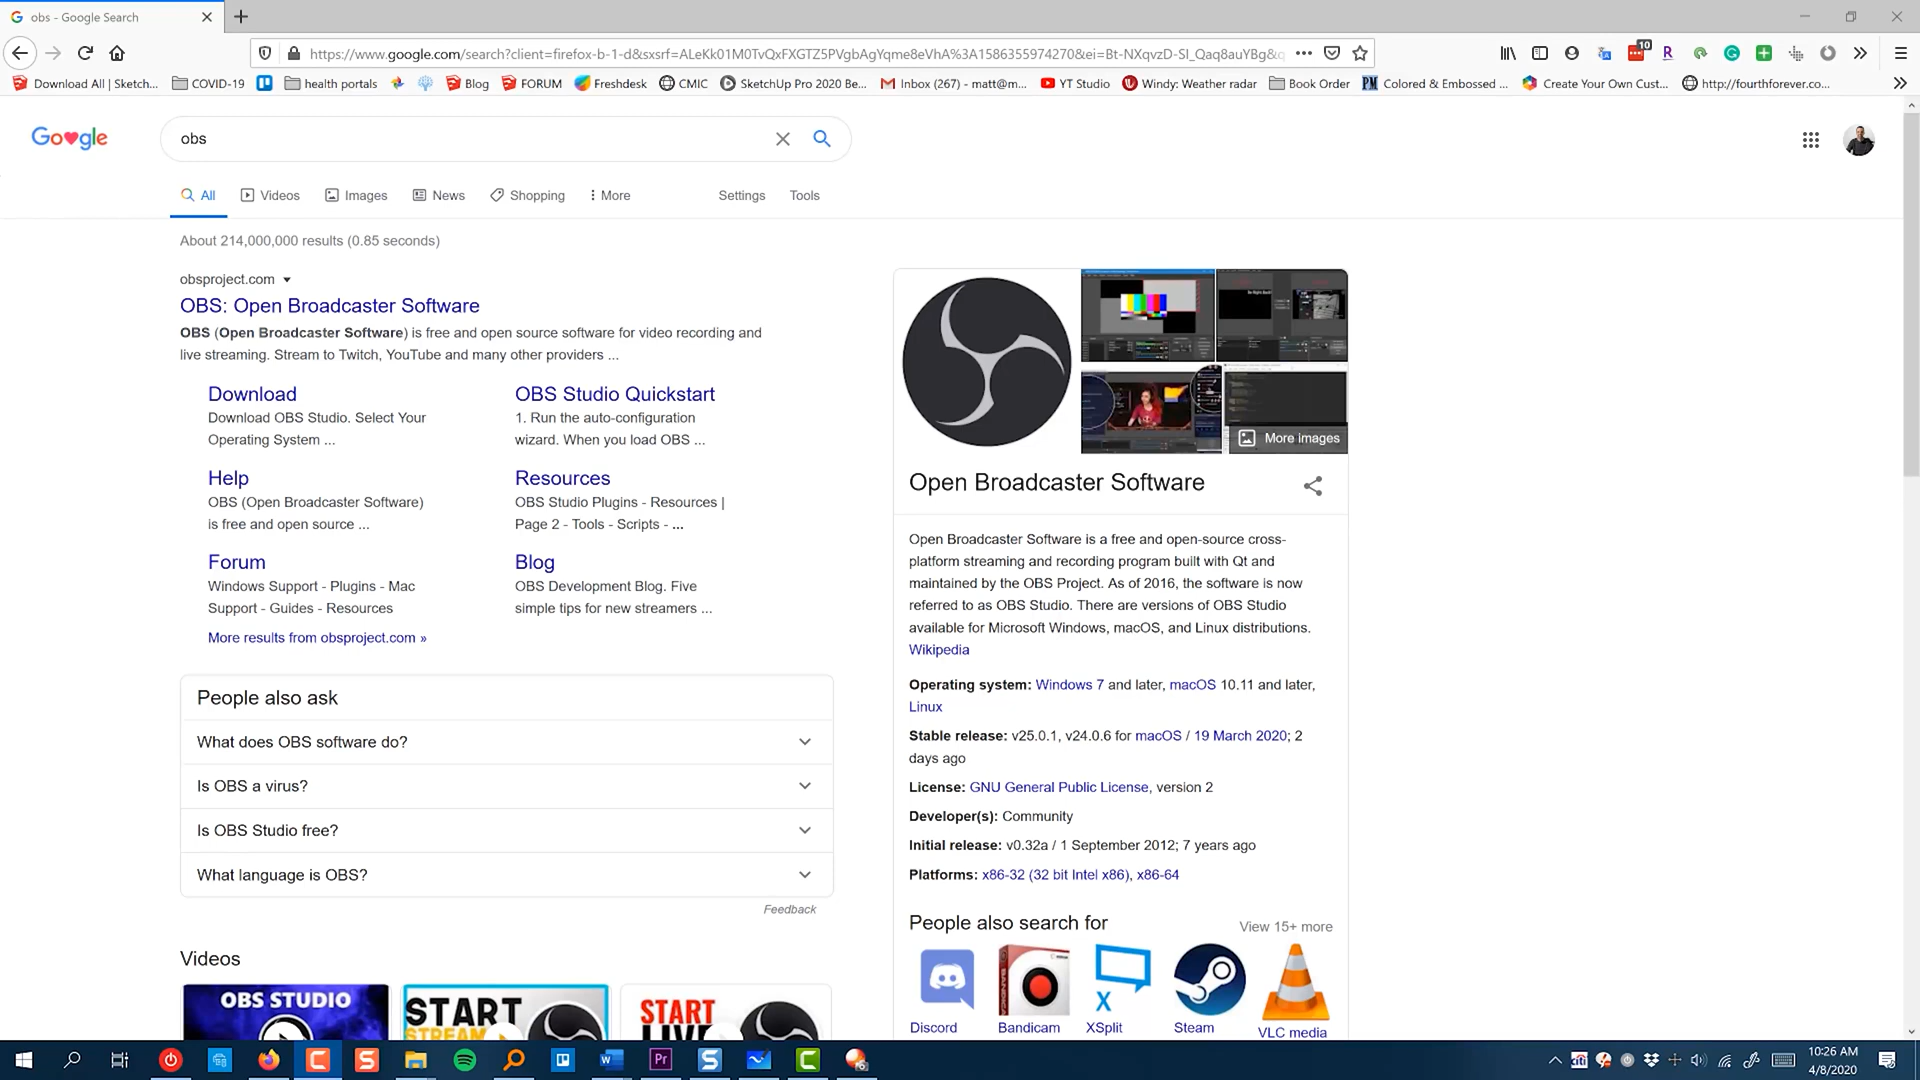 obs - Google Search
https://www.google.com/search?client=firefox-b-1-d&sxsrf=ALeKk01M0TvQxFXGTZ5PVgbAgYqme8eVhA%3A1586355974270&ei=Bt-NXqvzD-SI_Qaq8auYBg&q
10
Download All | Sketch...
COVID-19
health portals
Blog
FORUM
Freshdesk
CMIC
SketchUp Pro 2020 Be...
Inbox (267) - matt@m...
YT Studio
Windy: Weather radar
Book Order
Colored & Embossed ...
Create Your Own Cust...
http://fourthforever.co...
obs
All
Videos
Images
News
Shopping
More
Settings
Tools
About 214,000,000 results (0.85 seconds)
obsproject.com
OBS: Open Broadcaster Software
OBS (Open Broadcaster Software) is free and open source software for video recording and
live streaming. Stream to Twitch, YouTube and many other providers ...
Download
Download OBS Studio. Select Your
Operating System ...
OBS Studio Quickstart
1. Run the auto-configuration
wizard. When you load OBS ...
Help
OBS (Open Broadcaster Software)
is free and open source ...
Resources
OBS Studio Plugins - Resources |
Page 2 - Tools - Scripts - ...
Forum
Windows Support - Plugins - Mac
Support - Guides - Resources
Blog
OBS Development Blog. Five
simple tips for new streamers ...
More results from obsproject.com »
People also ask
What does OBS software do?
Is OBS a virus?
Is OBS Studio free?
What language is OBS?
Feedback
Videos
OBS STUDIO
START
STREAM
START
LIVE
More images
Open Broadcaster Software
Open Broadcaster Software is a free and open-source cross-
platform streaming and recording program built with Qt and
maintained by the OBS Project. As of 2016, the software is now
referred to as OBS Studio. There are versions of OBS Studio
available for Microsoft Windows, macOS, and Linux distributions.
Wikipedia
Operating system: Windows 7 and later, macOS 10.11 and later,
Linux
Stable release: v25.0.1, v24.0.6 for macOS / 19 March 2020; 2
days ago
License: GNU General Public License, version 2
Developer(s): Community
Initial release: v0.32a / 1 September 2012; 7 years ago
Platforms: x86-32 (32 bit Intel x86), x86-64
People also search for
View 15+ more
Discord
Bandicam
XSplit
Steam
VLC media
10:26 AM
4/8/2020